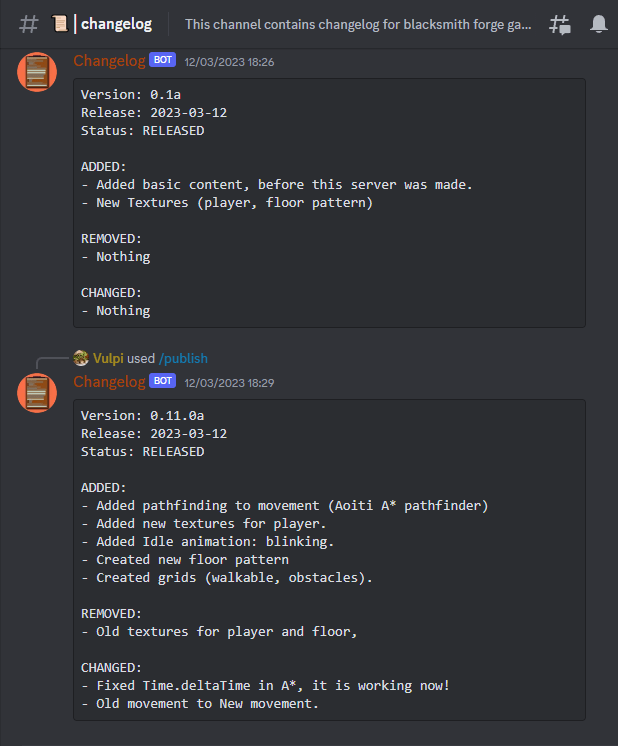 # | changelog This channel contains changelog for blacksmith forge ga...
Changelog BOT 12/03/2023 18:26
Version: 0.1a
Release: 2023-03-12
Status: RELEASED
ADDED:
- Added basic content, before this server was made.
- New Textures (player, floor pattern)
REMOVED:
- Nothing
CHANGED:
- Nothing
Vulpi used /publish
Changelog BOT 12/03/2023 18:29
Version: 0.11.0a
Release: 2023-03-12
Status: RELEASED
ADDED:
- Added pathfinding to movement (Aoiti A* pathfinder)
- Added new textures for player.
- Added Idle animation: blinking.
- Created new floor pattern
- Created grids (walkable, obstacles).
REMOVED:
- Old textures for player and floor,
CHANGED:
- Fixed Time.deltaTime in A*, it is working now!
- Old movement to New movement.